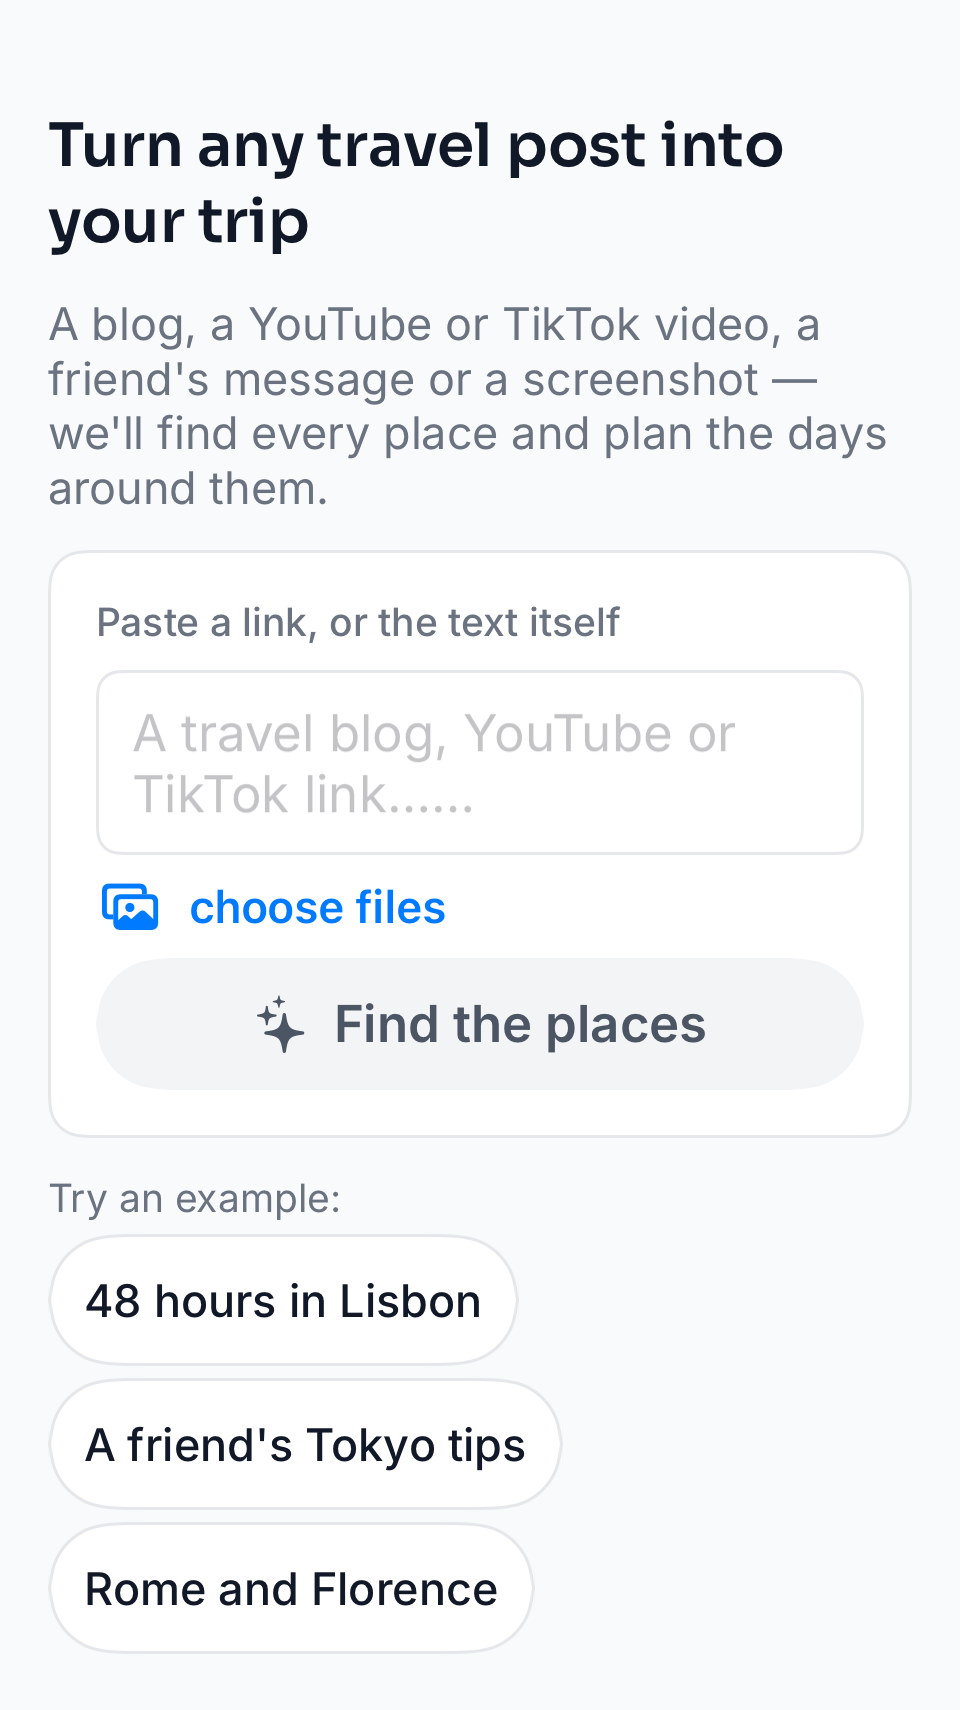 Turn any travel post into
your trip
A blog, a YouTube or TikTok video, a
friend's message or a screenshot —
we'll find every place and plan the days
around them.
Paste a link, or the text itself
A travel blog, YouTube or
TikTok link......
choose files
Find the places
Try an example:
48 hours in Lisbon
A friend's Tokyo tips
Rome and Florence